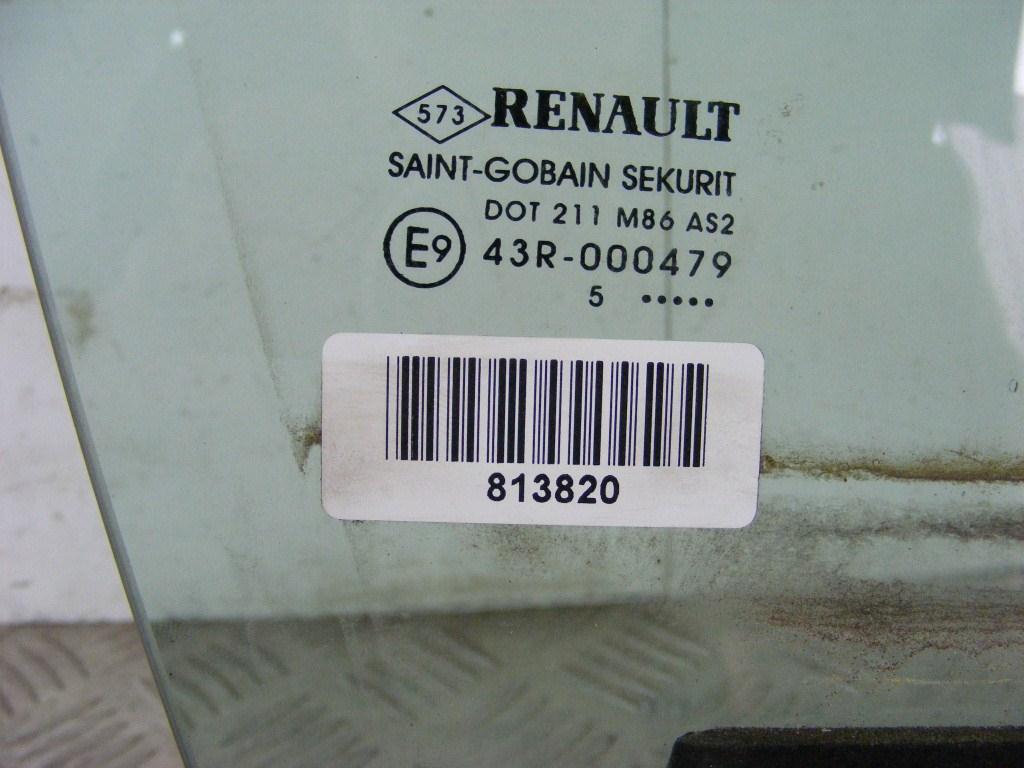 573 RENAULT
SAINT-GOBAIN SEKURIT
DOT 211 M86 AS2
E9 43R-000479
5 •••••
813820